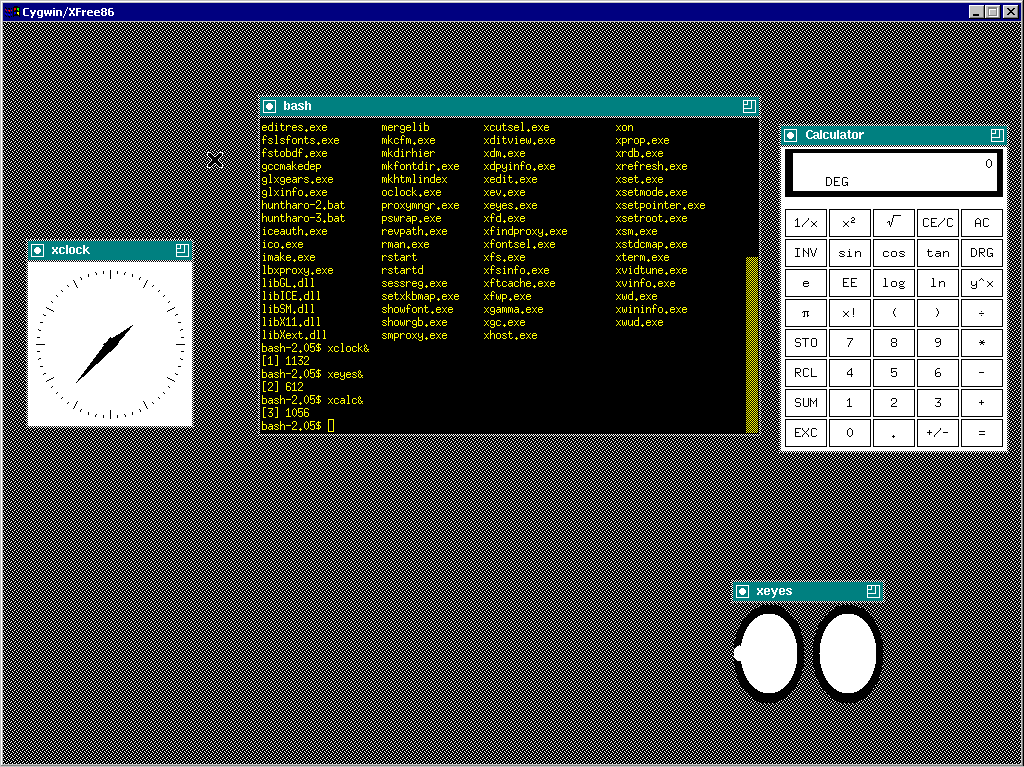 Cygwin/XFree86
bash
editres.exe mergelib xcutsel.exe xon
fslsfonts.exe mkcfm.exe xditview.exe xprop.exe
fstobdf.exe mkdirhier xdm.exe xrdb.exe
gccmakedep mkfontdir.exe xdpyinfo.exe xrefresh.exe
glxgears.exe mkhtmlindex xedit.exe xset.exe
glxinfo.exe oclock.exe xev.exe xsetmode.exe
huntharo-2.bat proxymngr.exe xeyes.exe xsetpointer.exe
huntharo-3.bat pswrap.exe xfd.exe xsetroot.exe
iceauth.exe revpath.exe xfindproxy.exe xsm.exe
ico.exe rman.exe xfontsel.exe xstdcmap.exe
imake.exe rstart xfs.exe xterm.exe
lbxproxy.exe rstartd xfsinfo.exe xvidtune.exe
libGL.dll sessreg.exe xftcache.exe xvinfo.exe
libICE.dll setxkbmap.exe xfwp.exe xwd.exe
libSM.dll showfont.exe xgamma.exe xwininfo.exe
libX11.dll showrgb.exe xgc.exe xwud.exe
libXext.dll smproxy.exe xhost.exe
bash-2.05$ xclock&
[1] 1132
bash-2.05$ xeyes&
[2] 612
bash-2.05$ xcalc&
[3] 1056
bash-2.05$
Calculator
0
DEG
1/x x² √ CE/C AC
INV sin cos tan DRG
e EE log ln y^x
π x! ( ) ÷
STO 7 8 9 *
RCL 4 5 6 -
SUM 1 2 3 +
EXC 0 . +/- =
xclock
xeyes